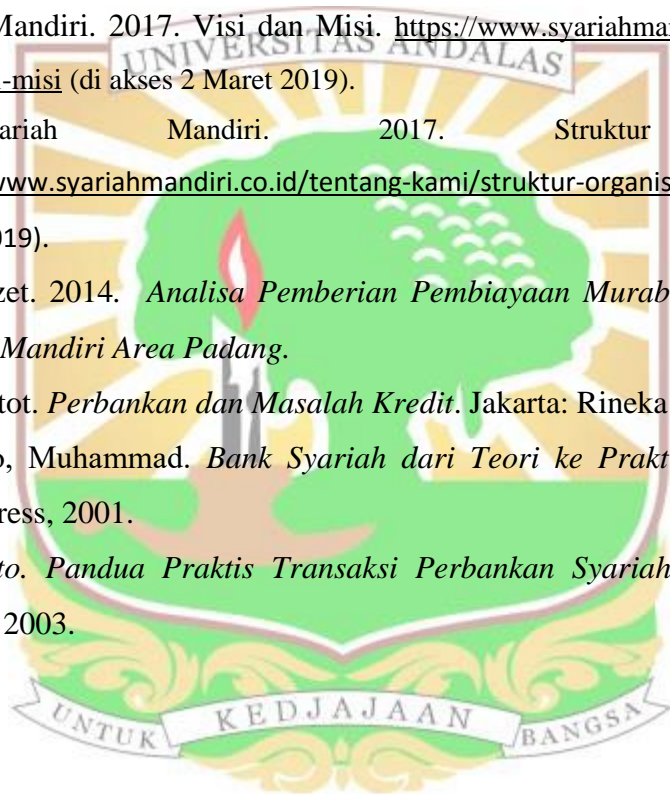 Mandiri. 2017. Visi dan Misi. https://www.syariahma
UNIVERSITAS ANDALAS
-misi (di akses 2 Maret 2019).
ariah Mandiri. 2017. Struktur
www.syariahmandiri.co.id/tentang-kami/struktur-organis
019).
zet. 2014. Analisa Pemberian Pembiayaan Murab
Mandiri Area Padang.
tot. Perbankan dan Masalah Kredit. Jakarta: Rineka
o, Muhammad. Bank Syariah dari Teori ke Prakt
ress, 2001.
to. Pandua Praktis Transaksi Perbankan Syariah
2003.
UNTUK KEDJAJAAN BANGSA